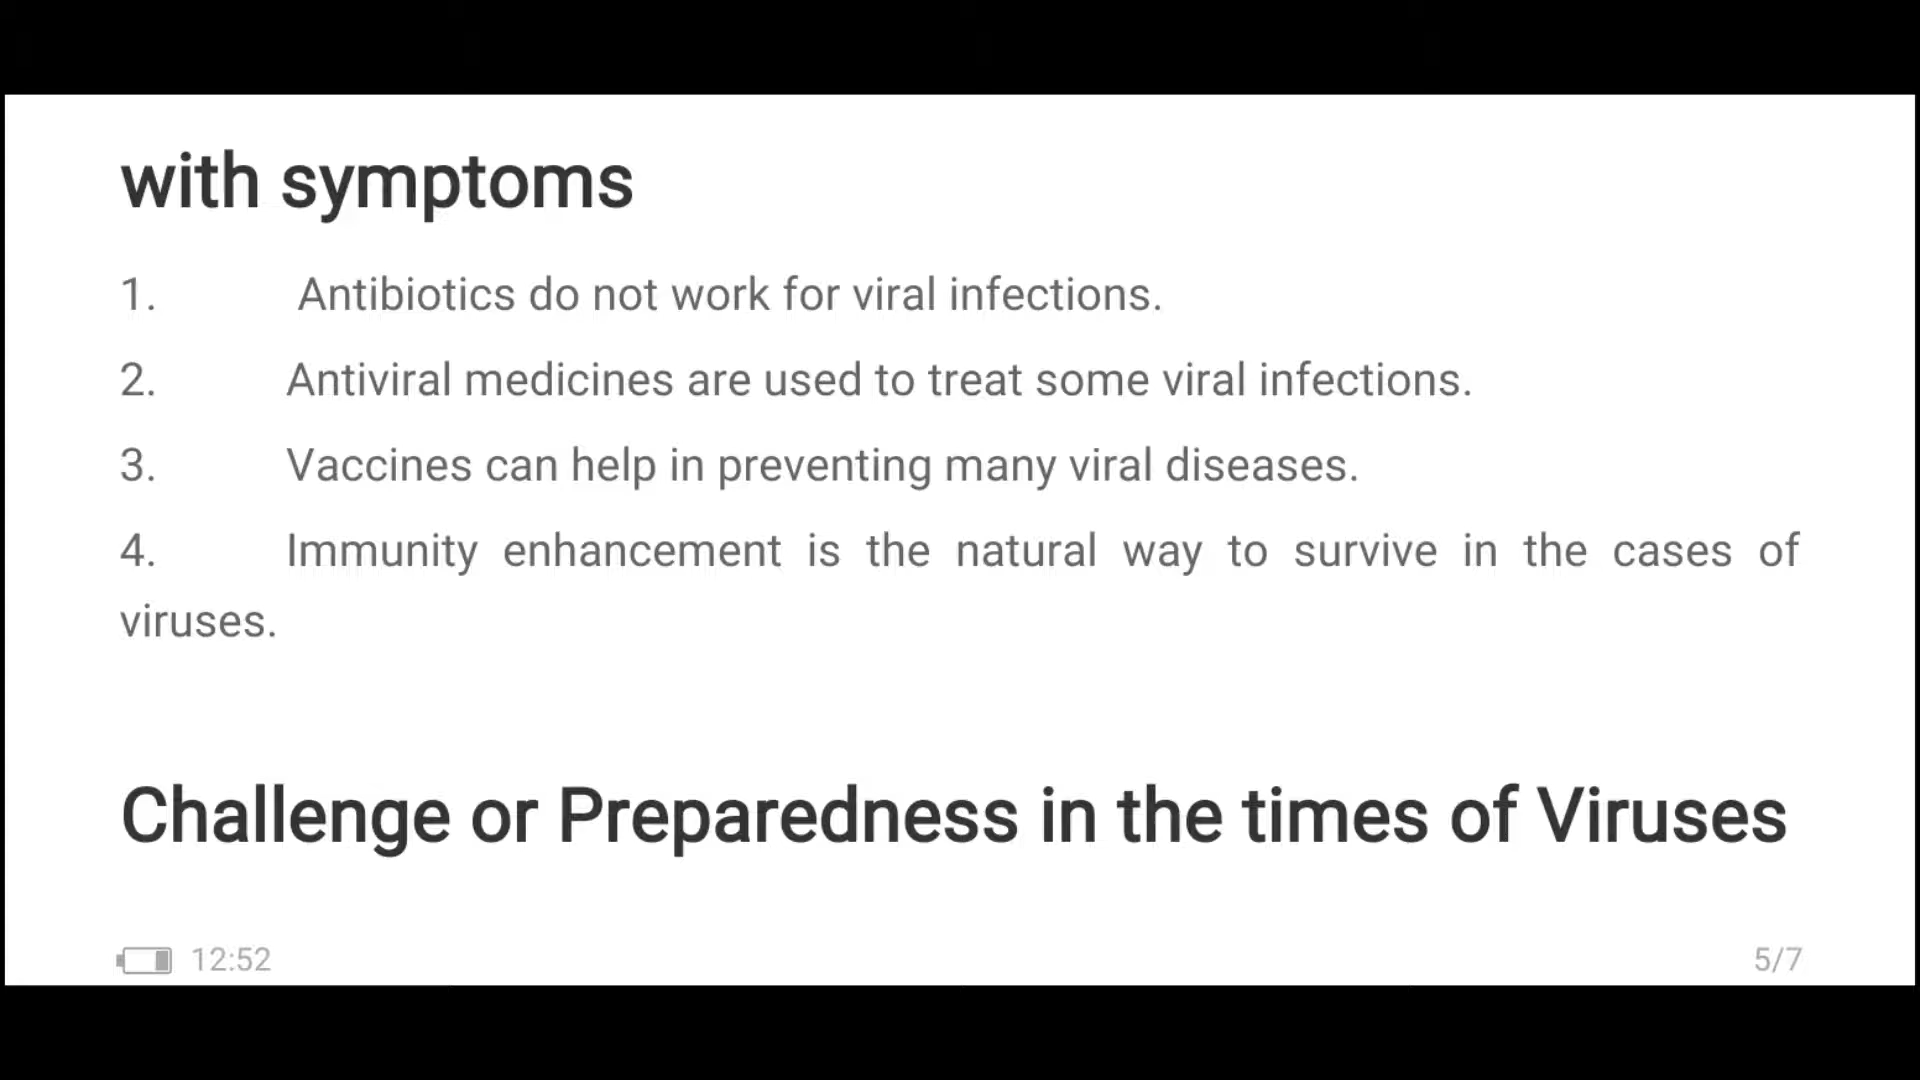 with symptoms
1. Antibiotics do not work for viral infections.
2. Antiviral medicines are used to treat some viral infections.
3. Vaccines can help in preventing many viral diseases.
4. Immunity enhancement is the natural way to survive in the cases of
viruses.
Challenge or Preparedness in the times of Viruses
12:52 5/7